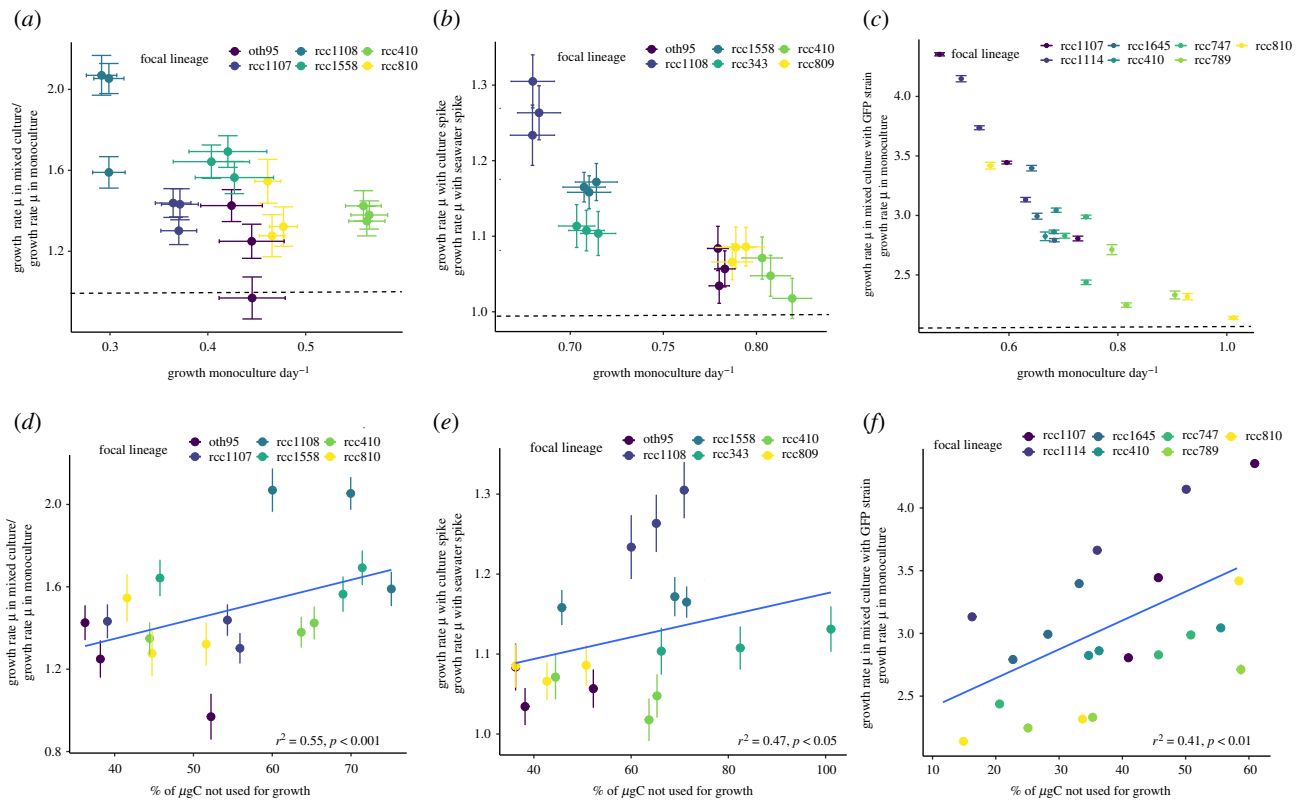 (a)
focal lineage
oth95 rcc1108 rcc410
rcc1107 rcc1558 rcc810
growth rate µ in mixed culture/
growth rate µ in monoculture
2.0
1.6
1.2
0.3 0.4 0.5
growth monoculture day⁻¹
(b)
focal lineage
oth95 rcc1558 rcc410
rcc1108 rcc343 rcc809
growth rate µ with culture spike
growth rate µ with seawater spike
1.3
1.2
1.1
1.0
0.70 0.75 0.80
growth monoculture day⁻¹
(c)
focal lineage
rcc1107 rcc1645 rcc747 rcc810
rcc1114 rcc410 rcc789
growth rate µ in mixed culture with GFP strain
growth rate µ in monoculture
4.0
3.5
3.0
2.5
0.6 0.8 1.0
growth monoculture day⁻¹
(d)
focal lineage
oth95 rcc1108 rcc410
rcc1107 rcc1558 rcc810
growth rate µ in mixed culture/
growth rate µ in monoculture
2.0
1.6
1.2
0.8
r² = 0.55, p < 0.001
40 50 60 70
% of µgC not used for growth
(e)
focal lineage
oth95 rcc1558 rcc410
rcc1108 rcc343 rcc809
growth rate µ with culture spike
growth rate µ with seawater spike
1.3
1.2
1.1
1.0
r² = 0.47, p < 0.05
40 60 80 100
% of µgC not used for growth
(f)
focal lineage
rcc1107 rcc1645 rcc747 rcc810
rcc1114 rcc410 rcc789
growth rate µ in mixed culture with GFP strain
growth rate µ in monoculture
4.0
3.5
3.0
2.5
r² = 0.41, p < 0.01
10 20 30 40 50 60
% of µgC not used for growth